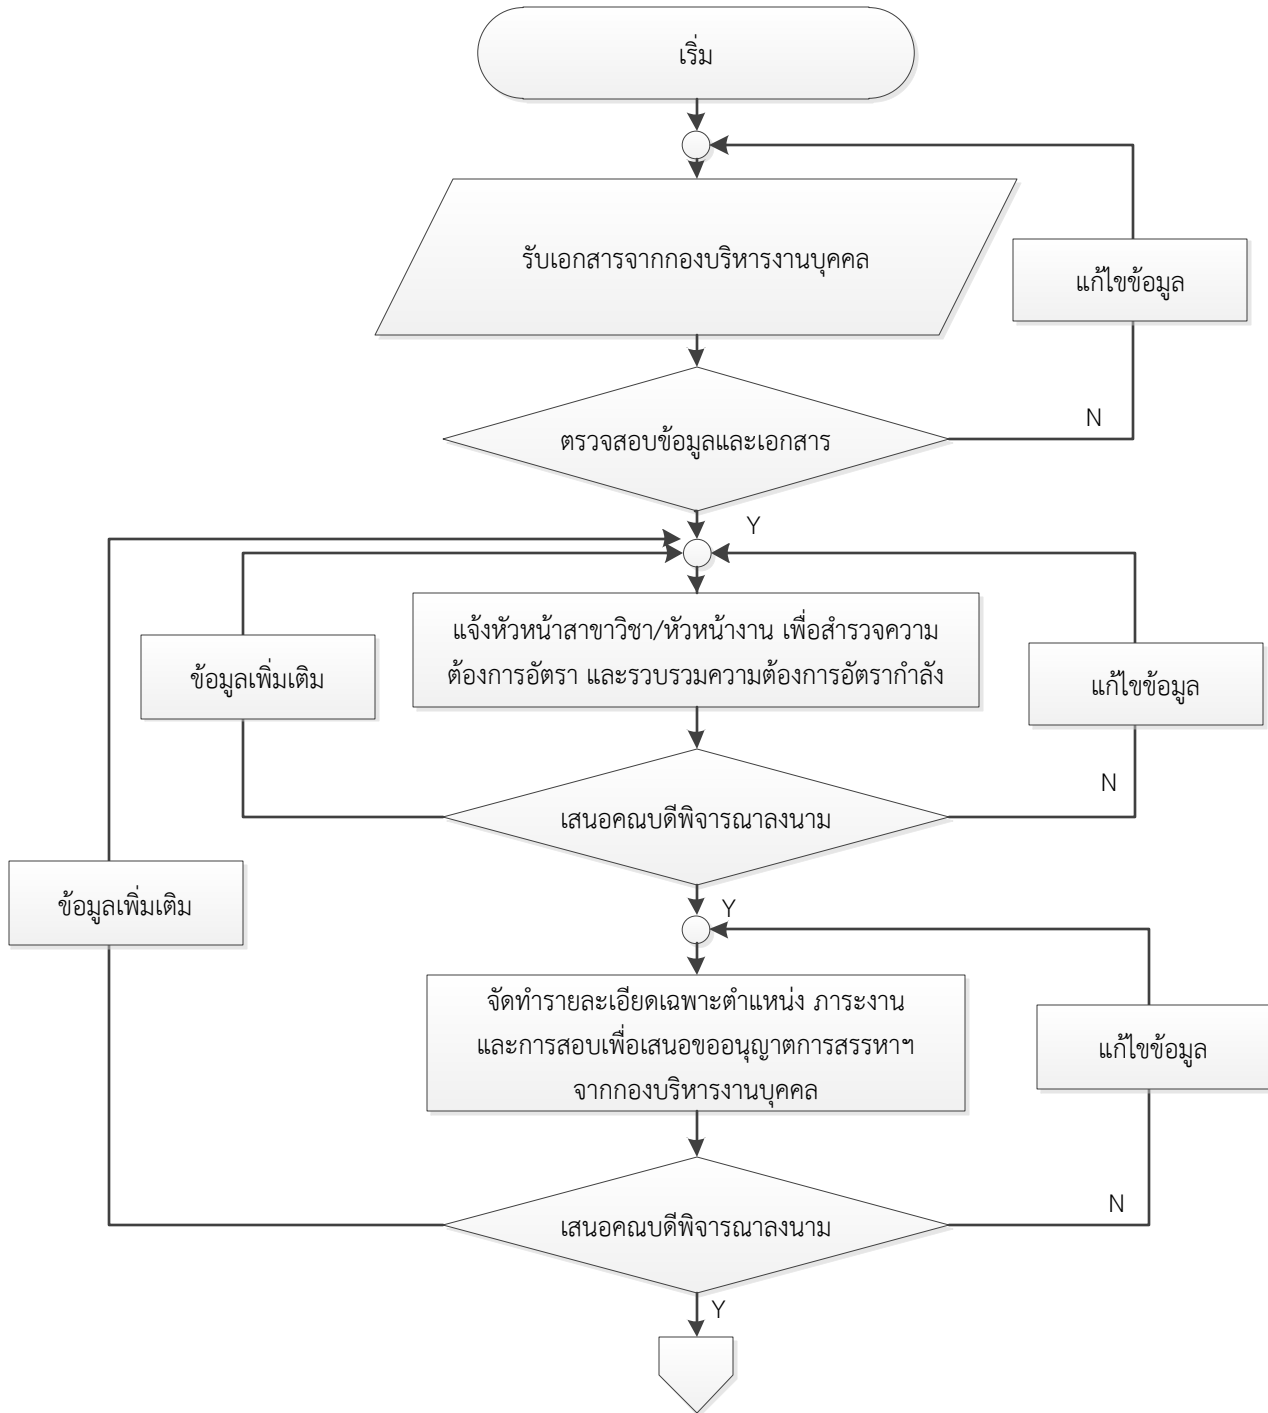 เริ่ม
รับเอกสารจากกองบริหารงานบุคคล
แก้ไขข้อมูล
N
ตรวจสอบข้อมูลและเอกสาร
Y
แจ้งหัวหน้าสาขาวิชา/หัวหน้างาน เพื่อสำรวจความ
ต้องการอัตรา และรวบรวมความต้องการอัตรากำลัง
ข้อมูลเพิ่มเติม
แก้ไขข้อมูล
N
เสนอคณบดีพิจารณาลงนาม
ข้อมูลเพิ่มเติม
Y
จัดทำรายละเอียดเฉพาะตำแหน่ง ภาระงาน
และการสอบเพื่อเสนอขออนุญาตการสรรหาฯ
จากกองบริหารงานบุคคล
แก้ไขข้อมูล
N
เสนอคณบดีพิจารณาลงนาม
Y